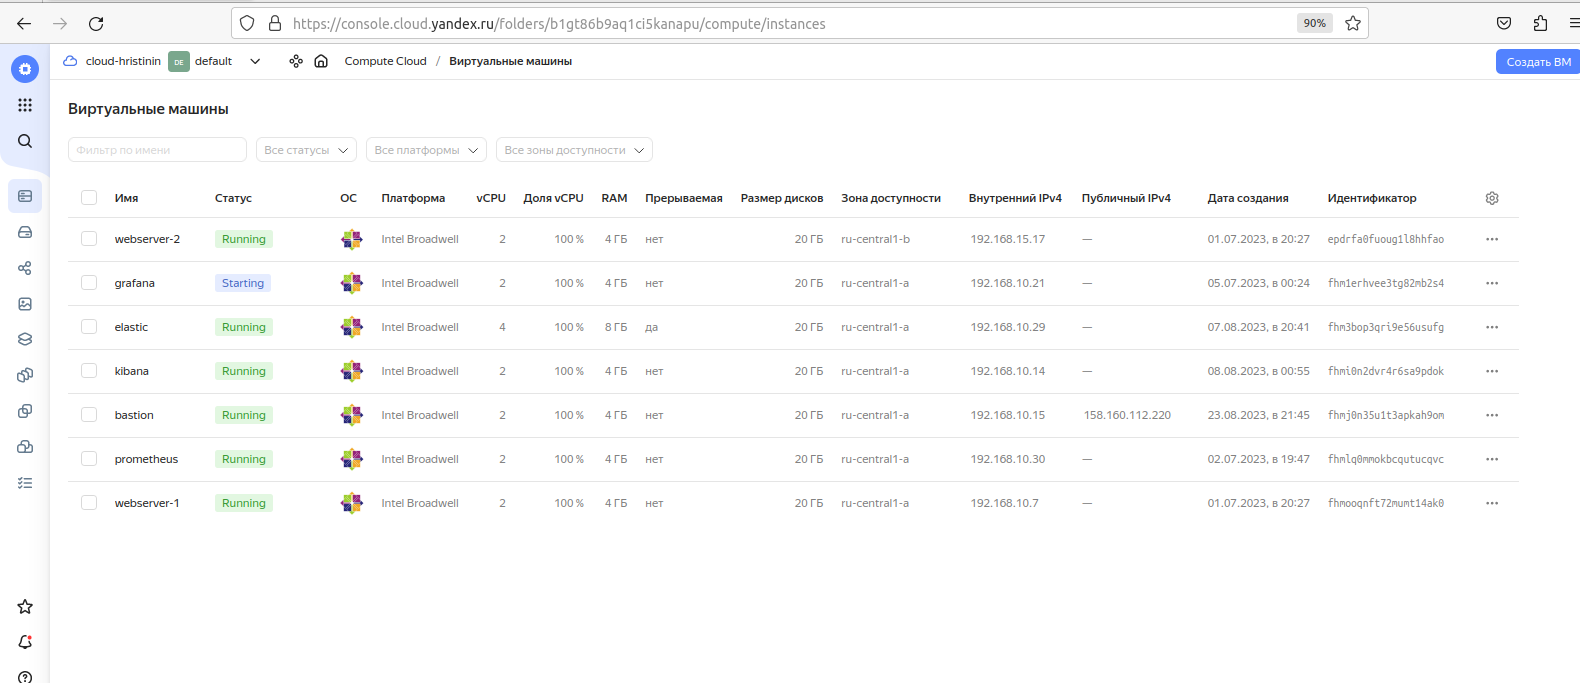 https://console.cloud.yandex.ru/folders/b1gt86b9aq1ci5kanapu/compute/instances 90%
cloud-hristinin DE default Compute Cloud / Виртуальные машины Создать ВМ
Виртуальные машины
Фильтр по имени Все статусы Все платформы Все зоны доступности
Имя Статус ОС Платформа vCPU Доля vCPU RAM Прерываемая Размер дисков Зона доступности Внутренний IPv4 Публичный IPv4 Дата создания Идентификатор
webserver-2 Running Intel Broadwell 2 100 % 4 ГБ нет 20 ГБ ru-central1-b 192.168.15.17 — 01.07.2023, в 20:27 epdrfa0fuoug1l8hhfao
grafana Starting Intel Broadwell 2 100 % 4 ГБ нет 20 ГБ ru-central1-a 192.168.10.21 — 05.07.2023, в 00:24 fhm1erhvee3tg82mb2s4
elastic Running Intel Broadwell 4 100 % 8 ГБ да 20 ГБ ru-central1-a 192.168.10.29 — 07.08.2023, в 20:41 fhm3bop3qri9e56usufg
kibana Running Intel Broadwell 2 100 % 4 ГБ нет 20 ГБ ru-central1-a 192.168.10.14 — 08.08.2023, в 00:55 fhmi0n2dvr4r6sa9pdok
bastion Running Intel Broadwell 2 100 % 4 ГБ нет 20 ГБ ru-central1-a 192.168.10.15 158.160.112.220 23.08.2023, в 21:45 fhmj0n35u1t3apkah9om
prometheus Running Intel Broadwell 2 100 % 4 ГБ нет 20 ГБ ru-central1-a 192.168.10.30 — 02.07.2023, в 19:47 fhmlq0mmokbcqutucqvc
webserver-1 Running Intel Broadwell 2 100 % 4 ГБ нет 20 ГБ ru-central1-a 192.168.10.7 — 01.07.2023, в 20:27 fhmooqnft72mumt14ak0